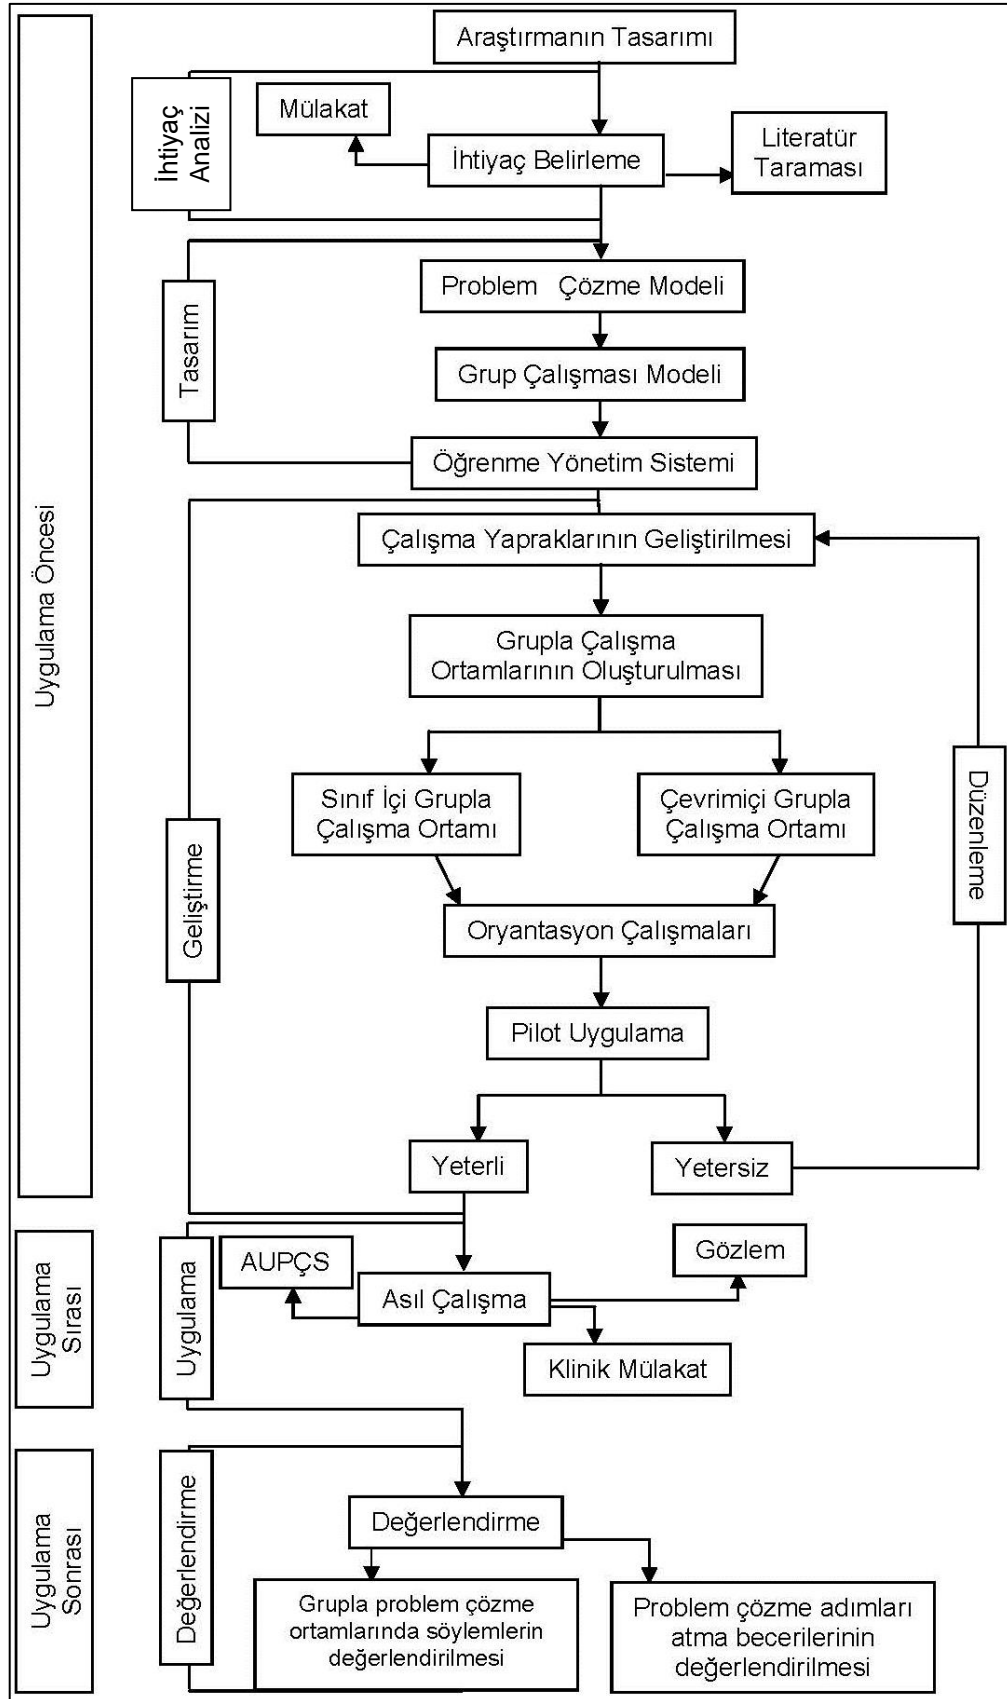 Araştırmanın Tasarımı
İhtiyaç
Analizi
Mülakat
İhtiyaç Belirleme
Literatür
Taraması
Tasarım
Problem Çözme Modeli
Grup Çalışması Modeli
Öğrenme Yönetim Sistemi
Uygulama Öncesi
Geliştirme
Çalışma Yapraklarının Geliştirilmesi
Grupla Çalışma
Ortamlarının Oluşturulması
Sınıf İçi Grupla
Çalışma Ortamı
Çevrimiçi Grupla
Çalışma Ortamı
Düzenleme
Oryantasyon Çalışmaları
Pilot Uygulama
Yeterli
Yetersiz
Uygulama
Sırası
Uygulama
AUPÇS
Asıl Çalışma
Gözlem
Klinik Mülakat
Uygulama
Sonrası
Değerlendirme
Değerlendirme
Grupla problem çözme
ortamlarında söylemlerin
değerlendirilmesi
Problem çözme adımları
atma becerilerinin
değerlendirilmesi